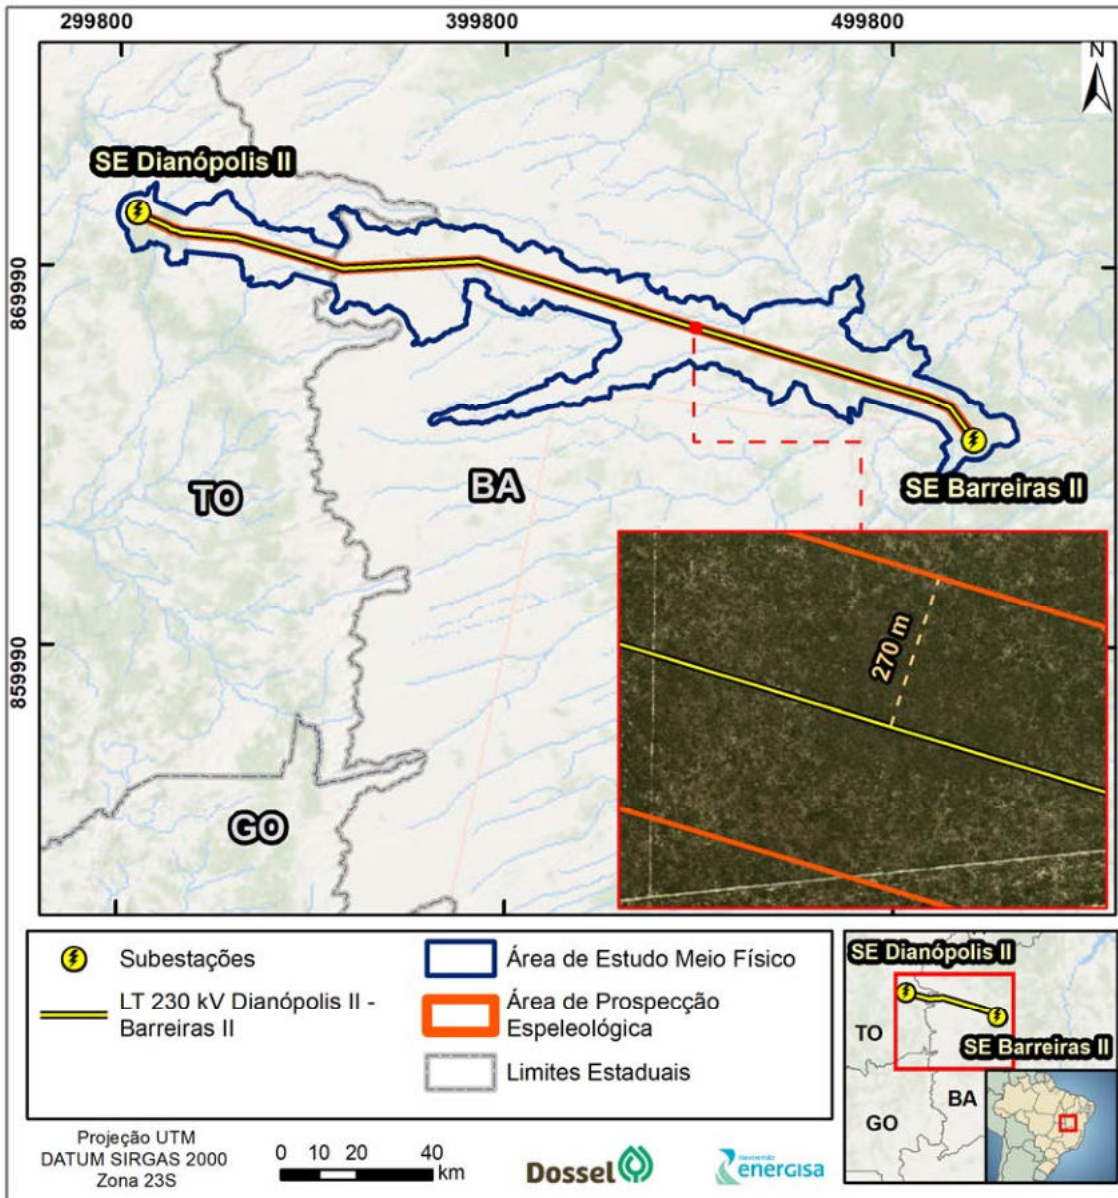 299800
399800
499800
N
SE Dianópolis II
869990
TO
BA
SE Barreiras II
270 m
859990
GO
Subestações
LT 230 kV Dianópolis II -
Barreiras II
Área de Estudo Meio Físico
Área de Prospecção
Espeleológica
Limites Estaduais
SE Dianópolis II
TO
SE Barreiras II
BA
GO
Projeção UTM
DATUM SIRGAS 2000
Zona 23S
0 10 20 40
km
Dossel
energisa